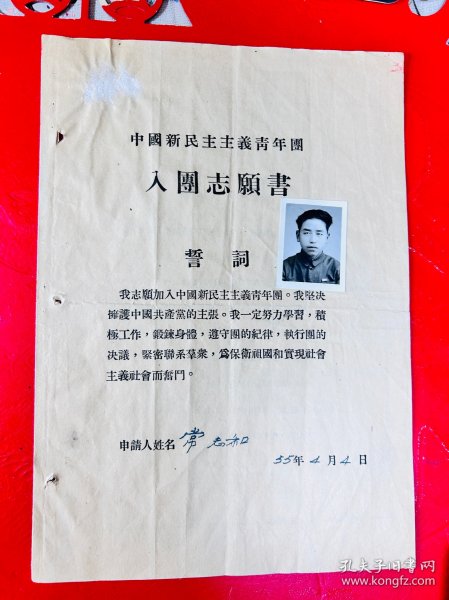 中國新民主主義青年團
入團志願書
誓詞
我志願加入中國新民主主義青年團。我堅决
擁護中國共產黨的主張。我一定努力學習，積
極工作，鍛鍊身體，遵守團的紀律，執行團的
决議，緊密聯系羣衆，爲保衛祖國和實現社會
主義社會而奮鬥。
申請人姓名 常志和
55年4月4日
孔夫子旧书网
www.kongfz.com